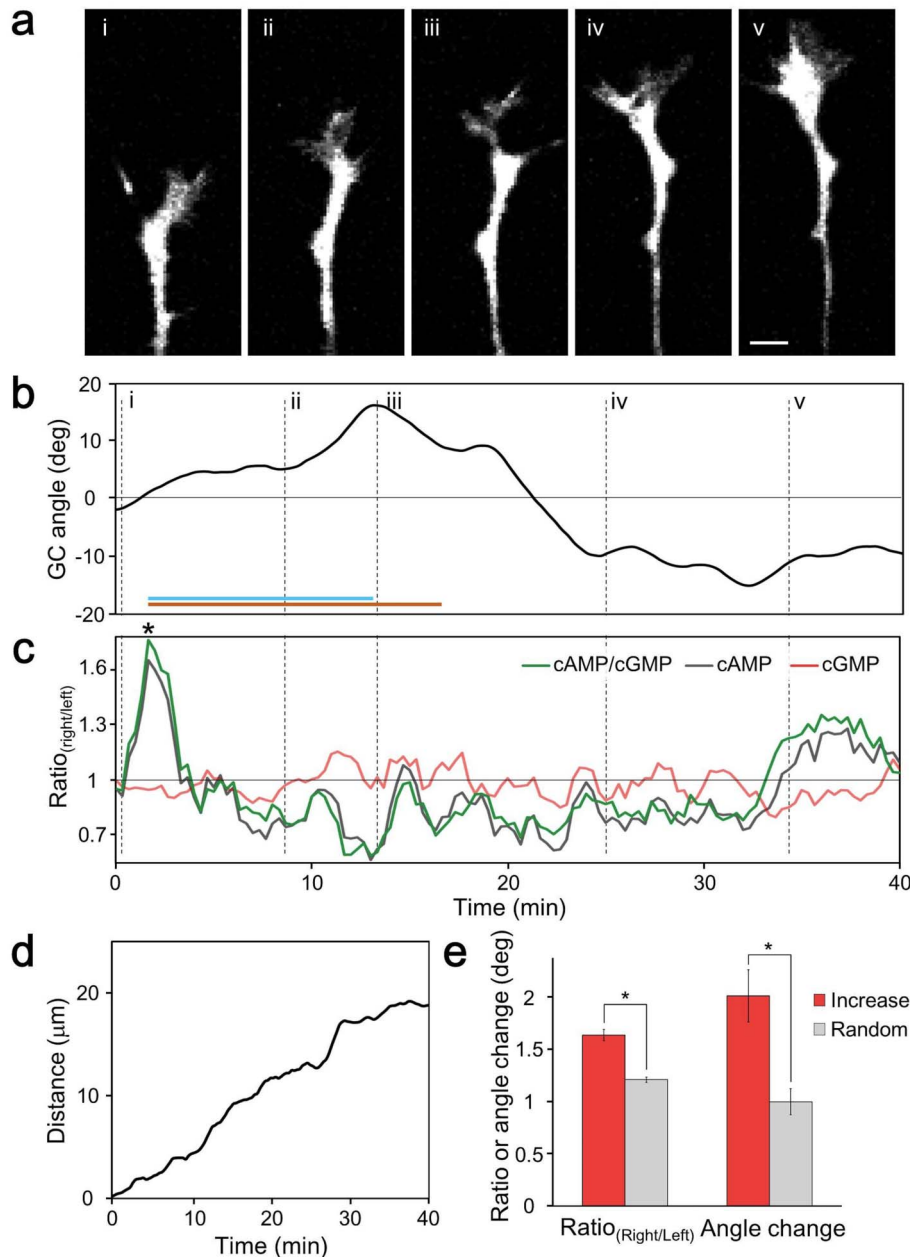 a
i
ii
iii
iv
v
b
GC angle (deg)
20
10
0
-10
-20
i
ii
iii
iv
v
c
*
Ratio(right/left)
1.6
1.3
1
0.7
cAMP/cGMP
cAMP
cGMP
0
10
20
30
40
Time (min)
d
Distance (μm)
20
10
0
0
10
20
30
40
Time (min)
e
Ratio or angle change (deg)
2
1.5
1
0.5
0
*
*
Increase
Random
Ratio(Right/Left)
Angle change